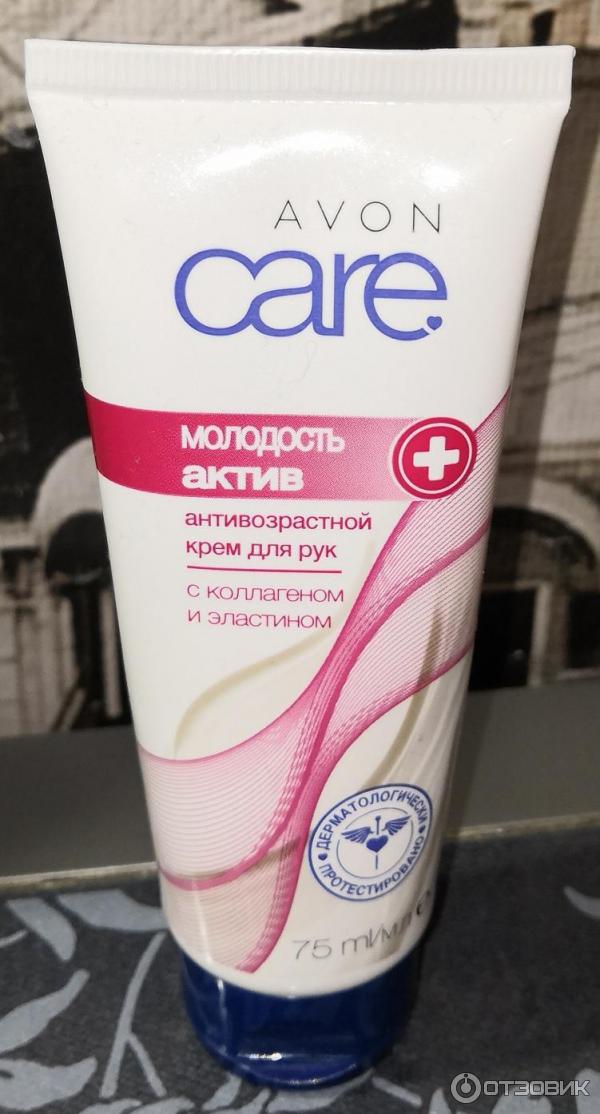 AVON
care
МОЛОДОСТЬ
АКТИВ
антивозрастной
крем для рук
с коллагеном
и эластином
ДЕРМАТОЛОГИЧЕСКИ
ПРОТЕСТИРОВАНО
75 ml/мл e
ОТЗОВИК